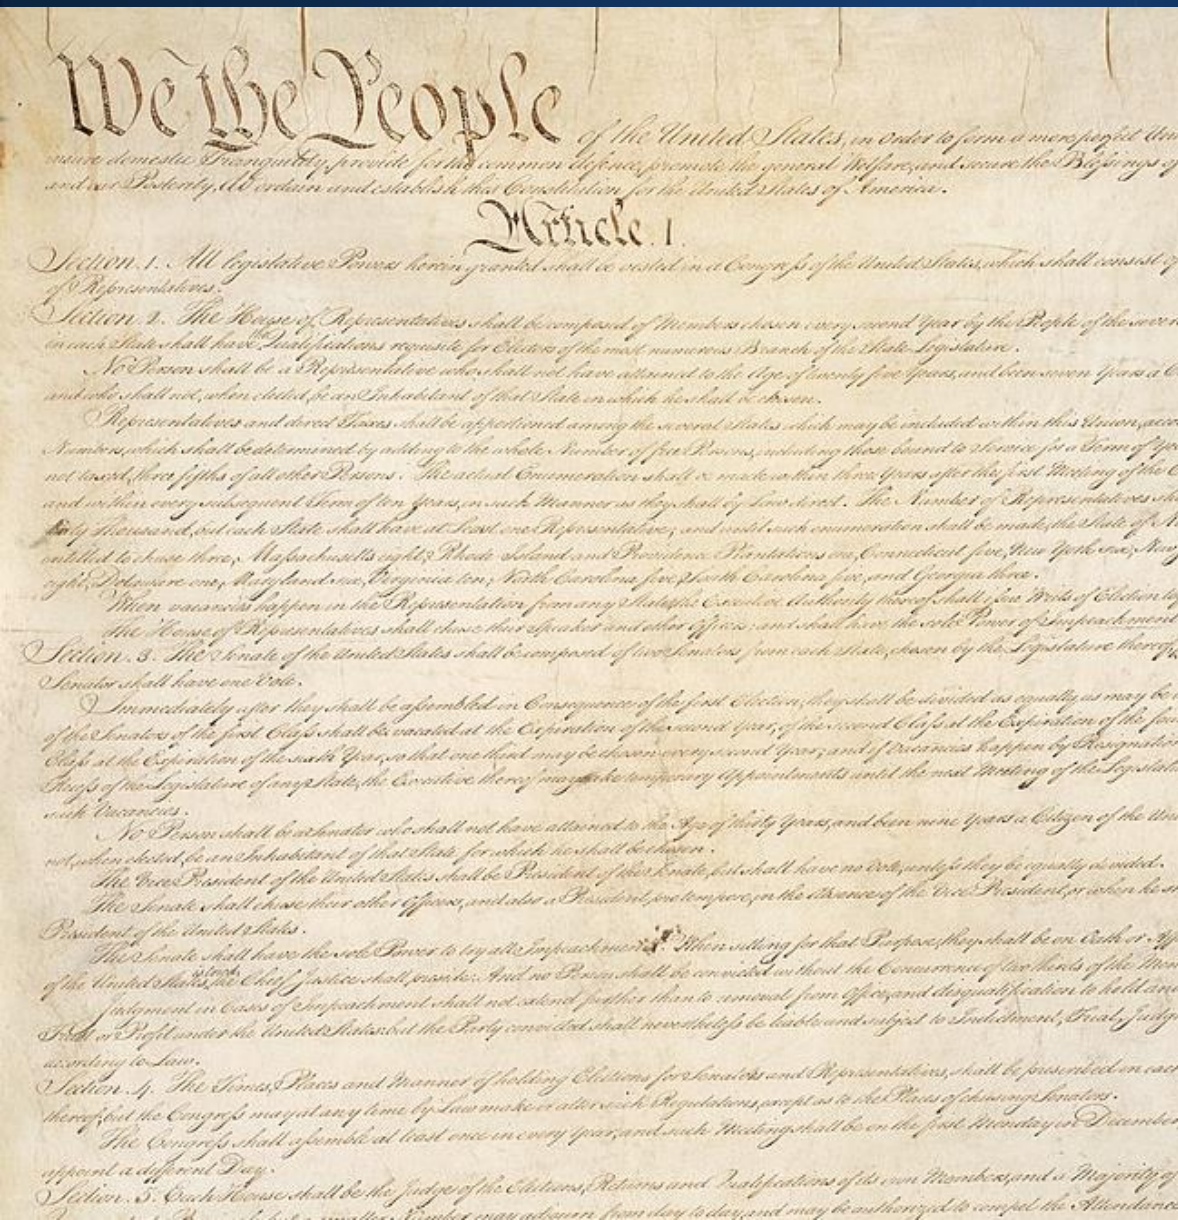 We the People of the United States, in Order to form a more perfect
insure domestic Tranquility, provide for the common defence, promote the general Welfare, and secure the Blessings of
and our Posterity, do ordain and establish this Constitution for the United States of America.
Article. I.
Section. 1. All legislative Powers herein granted shall be vested in a Congress of the United States, which shall consist of
of Representatives.
Section. 2. The House of Representatives shall be composed of Members chosen every second Year by the People of the sever
in each State shall have the Qualifications requisite for Electors of the most numerous Branch of the State Legislature.
No Person shall be a Representative who shall not have attained to the Age of twenty five Years, and been seven Years a C
and who shall not, when elected, be an Inhabitant of that State in which he shall be chosen.
Representatives and direct Taxes shall be apportioned among the several States which may be included within this Union, acco
Numbers, which shall be determined by adding to the whole Number of free Persons, including those bound to Service for a Term of Yea
not taxed, three fifths of all other Persons. The actual Enumeration shall be made within three Years after the first Meeting of the C
and within every subsequent Term of ten Years, in such Manner as they shall by Law direct. The Number of Representatives sha
thirty Thousand, but each State shall have at Least one Representative; and until such enumeration shall be made, the State of N
entitled to chuse three, Massachusetts eight, Rhode Island and Providence Plantations one, Connecticut five, New York six, New
eight, Delaware one, Maryland six, Virginia ten, North Carolina five, South Carolina five, and Georgia three.
When vacancies happen in the Representation from any State, the Executive Authority thereof shall issue Writs of Election to
The House of Representatives shall chuse their Speaker and other Officers; and shall have the sole Power of Impeachment
Section. 3. The Senate of the United States shall be composed of two Senators from each State, chosen by the Legislature thereof,
Senator shall have one Vote.
Immediately after they shall be assembled in Consequence of the first Election, they shall be divided as equally as may be
of the Senators of the first Class shall be vacated at the Expiration of the second Year, of the second Class at the Expiration of the fou
Class at the Expiration of the sixth Year, so that one third may be chosen every second Year; and if Vacancies happen by Resignation
Recess of the Legislature of any State, the Executive thereof may make temporary Appointments until the next Meeting of the Legislat
such Vacancies.
No Person shall be a Senator who shall not have attained to the Age of thirty Years, and been nine Years a Citizen of the Uni
not, when elected, be an Inhabitant of that State for which he shall be chosen.
The Vice President of the United States shall be President of the Senate, but shall have no Vote, unless they be equally divided.
The Senate shall chuse their other Officers, and also a President pro tempore, in the Absence of the Vice President, or when he s
President of the United States.
The Senate shall have the sole Power to try all Impeachments. When sitting for that Purpose, they shall be on Oath or Aff
of the United States is tried, the Chief Justice shall preside: And no Person shall be convicted without the Concurrence of two thirds of the Mem
Judgment in Cases of Impeachment shall not extend further than to removal from Office, and disqualification to hold and
Trust or Profit under the United States: but the Party convicted shall nevertheless be liable and subject to Indictment, Trial, Judg
according to Law.
Section. 4. The Times, Places and Manner of holding Elections for Senators and Representatives, shall be prescribed in eac
thereof; but the Congress may at any time by Law make or alter such Regulations, except as to the Places of chusing Senators.
The Congress shall assemble at least once in every Year, and such Meeting shall be on the first Monday in December
appoint a different Day.
Section. 5. Each House shall be the Judge of the Elections, Returns and Qualifications of its own Members, and a Majority of
smaller Number may adjourn from day to day, and may be authorized to compel the Attendance